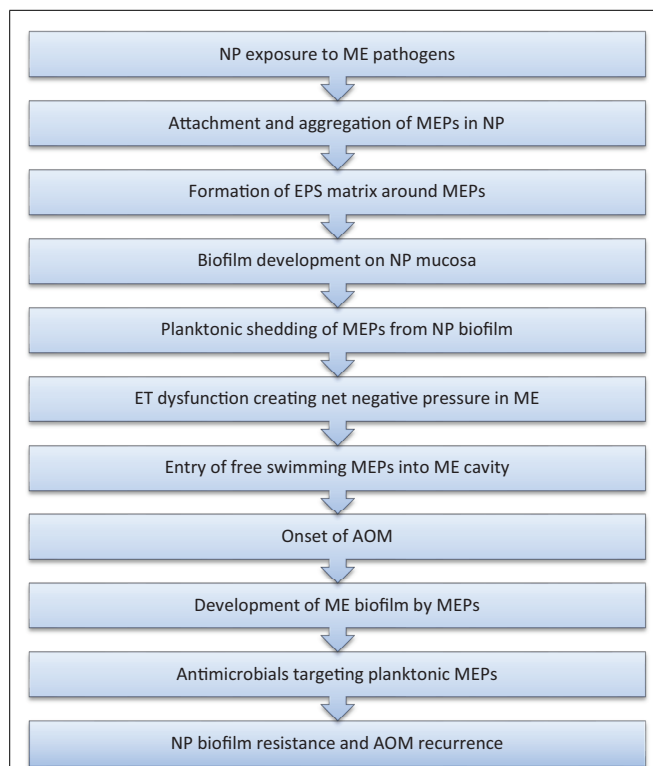 NP exposure to ME pathogens
Attachment and aggregation of MEPs in NP
Formation of EPS matrix around MEPs
Biofilm development on NP mucosa
Planktonic shedding of MEPs from NP biofilm
ET dysfunction creating net negative pressure in ME
Entry of free swimming MEPs into ME cavity
Onset of AOM
Development of ME biofilm by MEPs
Antimicrobials targeting planktonic MEPs
NP biofilm resistance and AOM recurrence